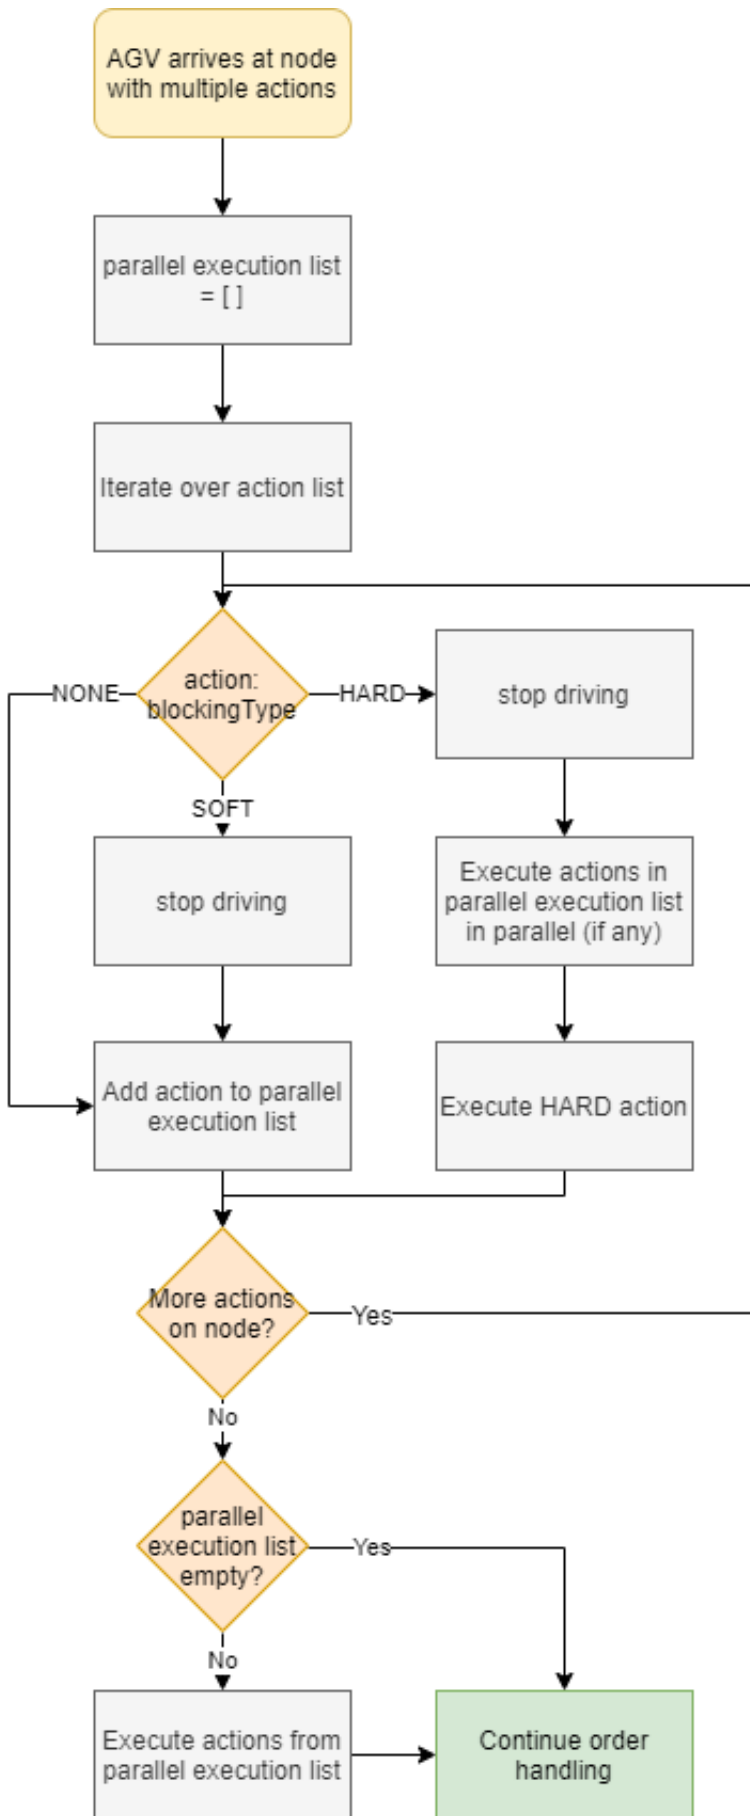 AGV arrives at node
with multiple actions
parallel execution list
= [ ]
Iterate over action list
action:
blockingType
NONE
HARD
stop driving
SOFT
stop driving
Execute actions in
parallel execution list
in parallel (if any)
Add action to parallel
execution list
Execute HARD action
More actions
on node?
Yes
No
parallel
execution list
empty?
Yes
No
Execute actions from
parallel execution list
Continue order
handling